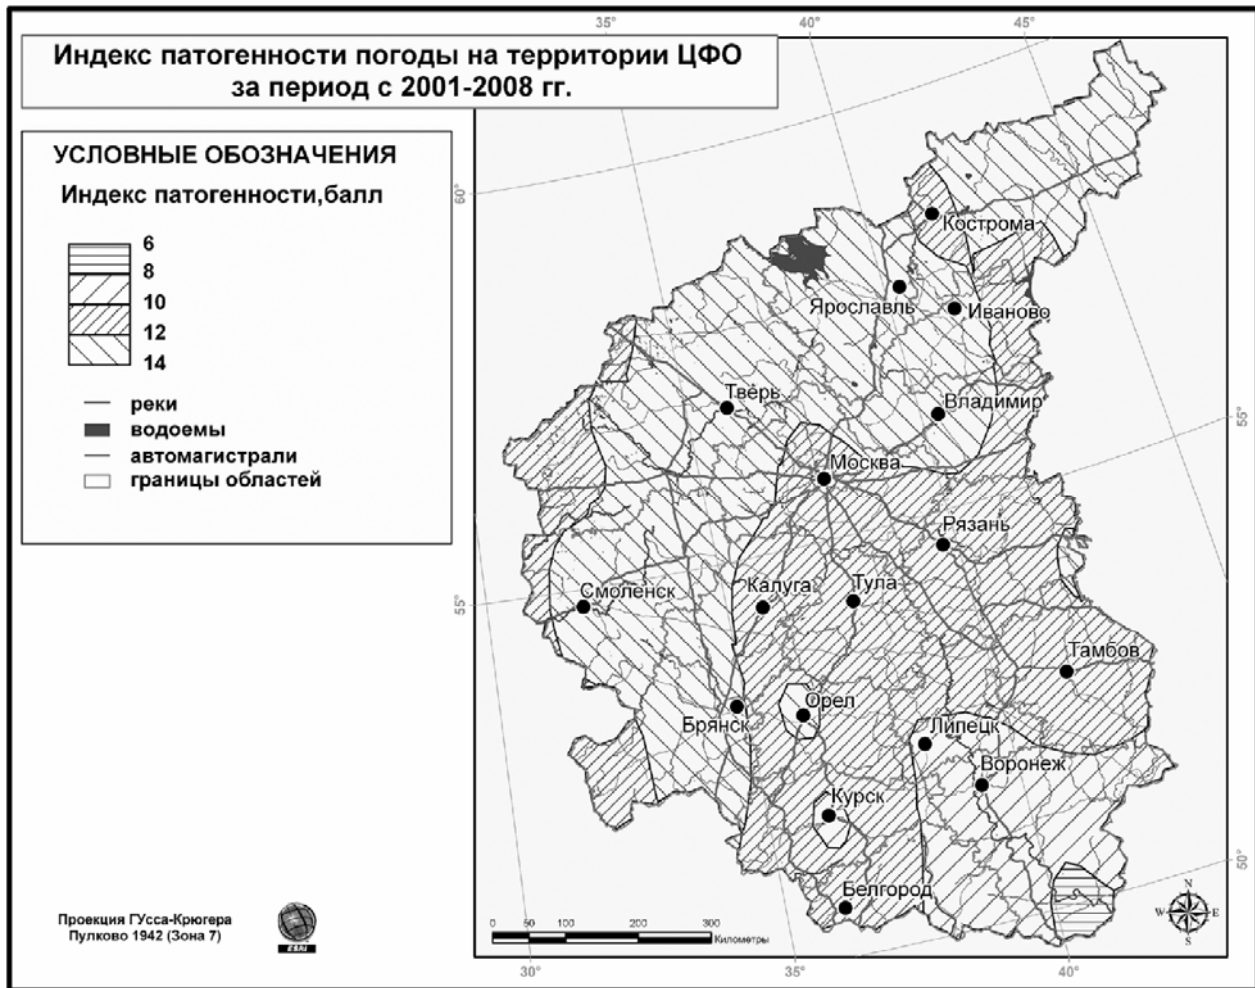 35°
40°
45°
Индекс патогенности погоды на территории ЦФО
за период с 2001-2008 гг.
УСЛОВНЫЕ ОБОЗНАЧЕНИЯ
Индекс патогенности,балл
6
8
10
12
14
реки
водоемы
автомагистрали
границы областей
60°
55°
55°
50°
Кострома
Ярославль
Иваново
Тверь
Владимир
Москва
Рязань
Смоленск
Калуга
Тула
Тамбов
Брянск
Орел
Липецк
Воронеж
Курск
Белгород
Проекция ГУсса-Крюгера
Пулково 1942 (Зона 7)
ESRI
0 50 100 200 300
Километры
N
W E
S
30°
35°
40°